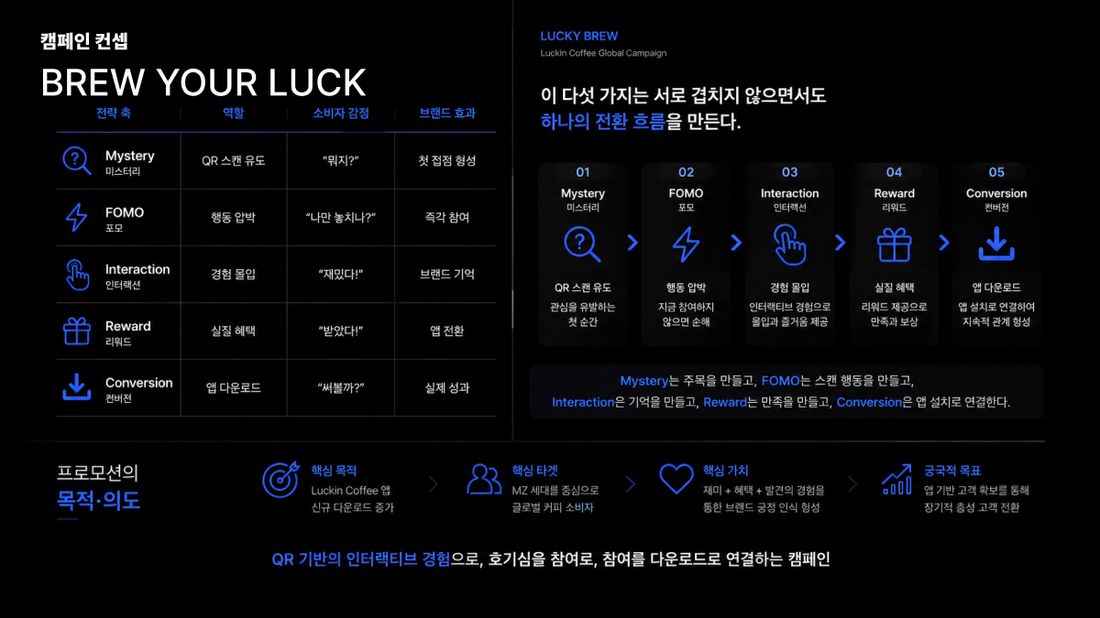 캠페인 컨셉
BREW YOUR LUCK
전략 축 역할 소비자 감정 브랜드 효과
Mystery
미스터리
QR 스캔 유도 “뭐지?” 첫 접점 형성
FOMO
포모
행동 압박 “나만 놓치나?” 즉각 참여
Interaction
인터랙션
경험 몰입 “재밌다!” 브랜드 기억
Reward
리워드
실질 혜택 “받았다!” 앱 전환
Conversion
컨버전
앱 다운로드 “써볼까?” 실제 성과
LUCKY BREW
Luckin Coffee Global Campaign
이 다섯 가지는 서로 겹치지 않으면서도
하나의 전환 흐름을 만든다.
01
Mystery
미스터리
QR 스캔 유도
관심을 유발하는
첫 순간
02
FOMO
포모
행동 압박
지금 참여하지
않으면 손해
03
Interaction
인터랙션
경험 몰입
인터랙티브 경험으로
몰입과 즐거움 제공
04
Reward
리워드
실질 혜택
리워드 제공으로
만족과 보상
05
Conversion
컨버전
앱 다운로드
앱 설치로 연결하여
지속적 관계 형성
Mystery는 주목을 만들고, FOMO는 스캔 행동을 만들고,
Interaction은 기억을 만들고, Reward는 만족을 만들고, Conversion은 앱 설치로 연결한다.
프로모션의
목적·의도
핵심 목적
Luckin Coffee 앱
신규 다운로드 증가
핵심 타겟
MZ 세대를 중심으로
글로벌 커피 소비자
핵심 가치
재미 + 혜택 + 발견의 경험을
통한 브랜드 긍정 인식 형성
궁국적 목표
앱 기반 고객 확보를 통해
장기적 충성 고객 전환
QR 기반의 인터랙티브 경험으로, 호기심을 참여로, 참여를 다운로드로 연결하는 캠페인